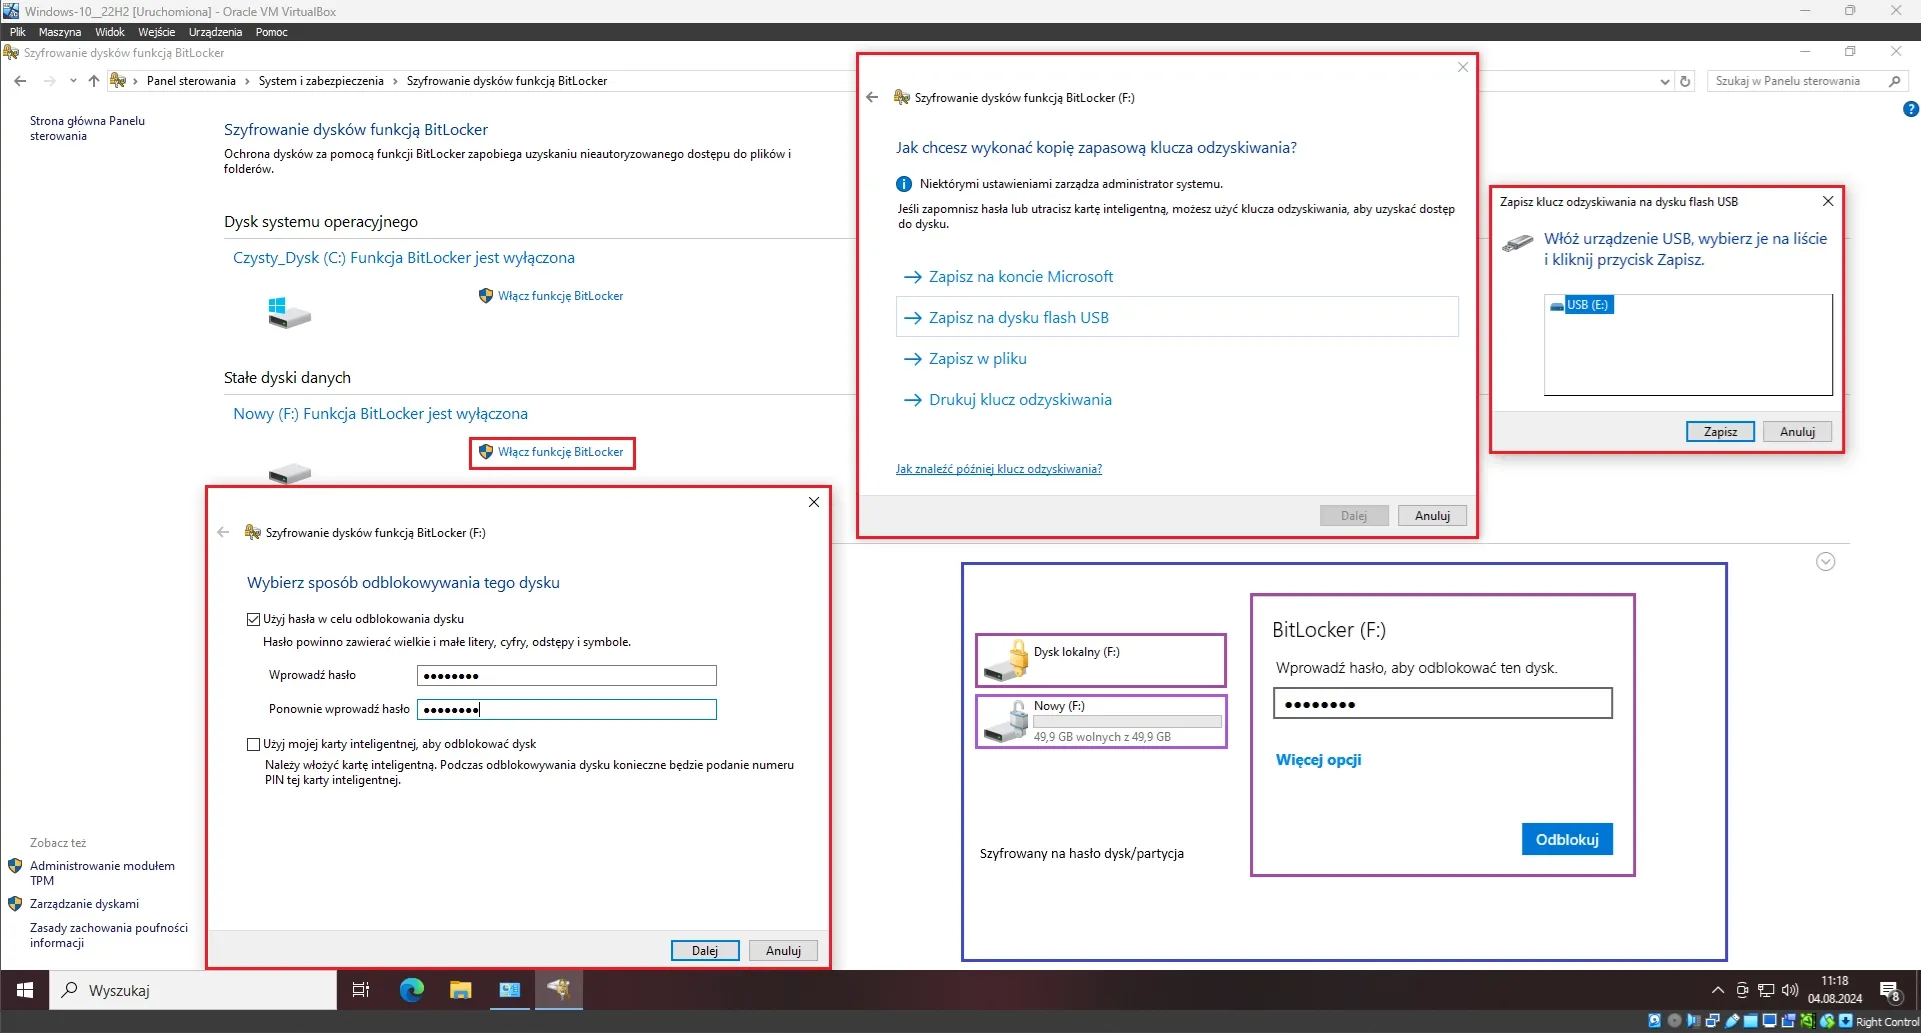 Windows-10__22H2 [Uruchomiona] - Oracle VM VirtualBox
Plik Maszyna Widok Wejście Urządzenia Pomoc
Szyfrowanie dysków funkcją BitLocker
Panel sterowania > System i zabezpieczenia > Szyfrowanie dysków funkcją BitLocker
Szukaj w Panelu sterowania
Strona główna Panelu
sterowania
Szyfrowanie dysków funkcją BitLocker
Ochrona dysków za pomocą funkcji BitLocker zapobiega uzyskaniu nieautoryzowanego dostępu do plików i
folderów.
Dysk systemu operacyjnego
Czysty_Dysk (C:) Funkcja BitLocker jest wyłączona
Włącz funkcję BitLocker
Stałe dyski danych
Nowy (F:) Funkcja BitLocker jest wyłączona
Włącz funkcję BitLocker
Zobacz też
Administrowanie modułem
TPM
Zarządzanie dyskami
Zasady zachowania poufności
informacji
Szyfrowanie dysków funkcją BitLocker (F:)
Wybierz sposób odblokowywania tego dysku
Użyj hasła w celu odblokowania dysku
Hasło powinno zawierać wielkie i małe litery, cyfry, odstępy i symbole.
Wprowadź hasło ●●●●●●●●
Ponownie wprowadź hasło ●●●●●●●●
Użyj mojej karty inteligentnej, aby odblokować dysk
Należy włożyć kartę inteligentną. Podczas odblokowywania dysku konieczne będzie podanie numeru
PIN tej karty inteligentnej.
Dalej Anuluj
Szyfrowanie dysków funkcją BitLocker (F:)
Jak chcesz wykonać kopię zapasową klucza odzyskiwania?
Niektórymi ustawieniami zarządza administrator systemu.
Jeśli zapomnisz hasła lub utracisz kartę inteligentną, możesz użyć klucza odzyskiwania, aby uzyskać dostęp
do dysku.
Zapisz na koncie Microsoft
Zapisz na dysku flash USB
Zapisz w pliku
Drukuj klucz odzyskiwania
Jak znaleźć później klucz odzyskiwania?
Dalej Anuluj
Zapisz klucz odzyskiwania na dysku flash USB
Włóż urządzenie USB, wybierz je na liście
i kliknij przycisk Zapisz.
USB (E:)
Zapisz Anuluj
Dysk lokalny (F:)
Nowy (F:)
49,9 GB wolnych z 49,9 GB
Szyfrowany na hasło dysk/partycja
BitLocker (F:)
Wprowadź hasło, aby odblokować ten dysk.
●●●●●●●●
Więcej opcji
Odblokuj
Wyszukaj
11:18
04.08.2024
8
Right Control